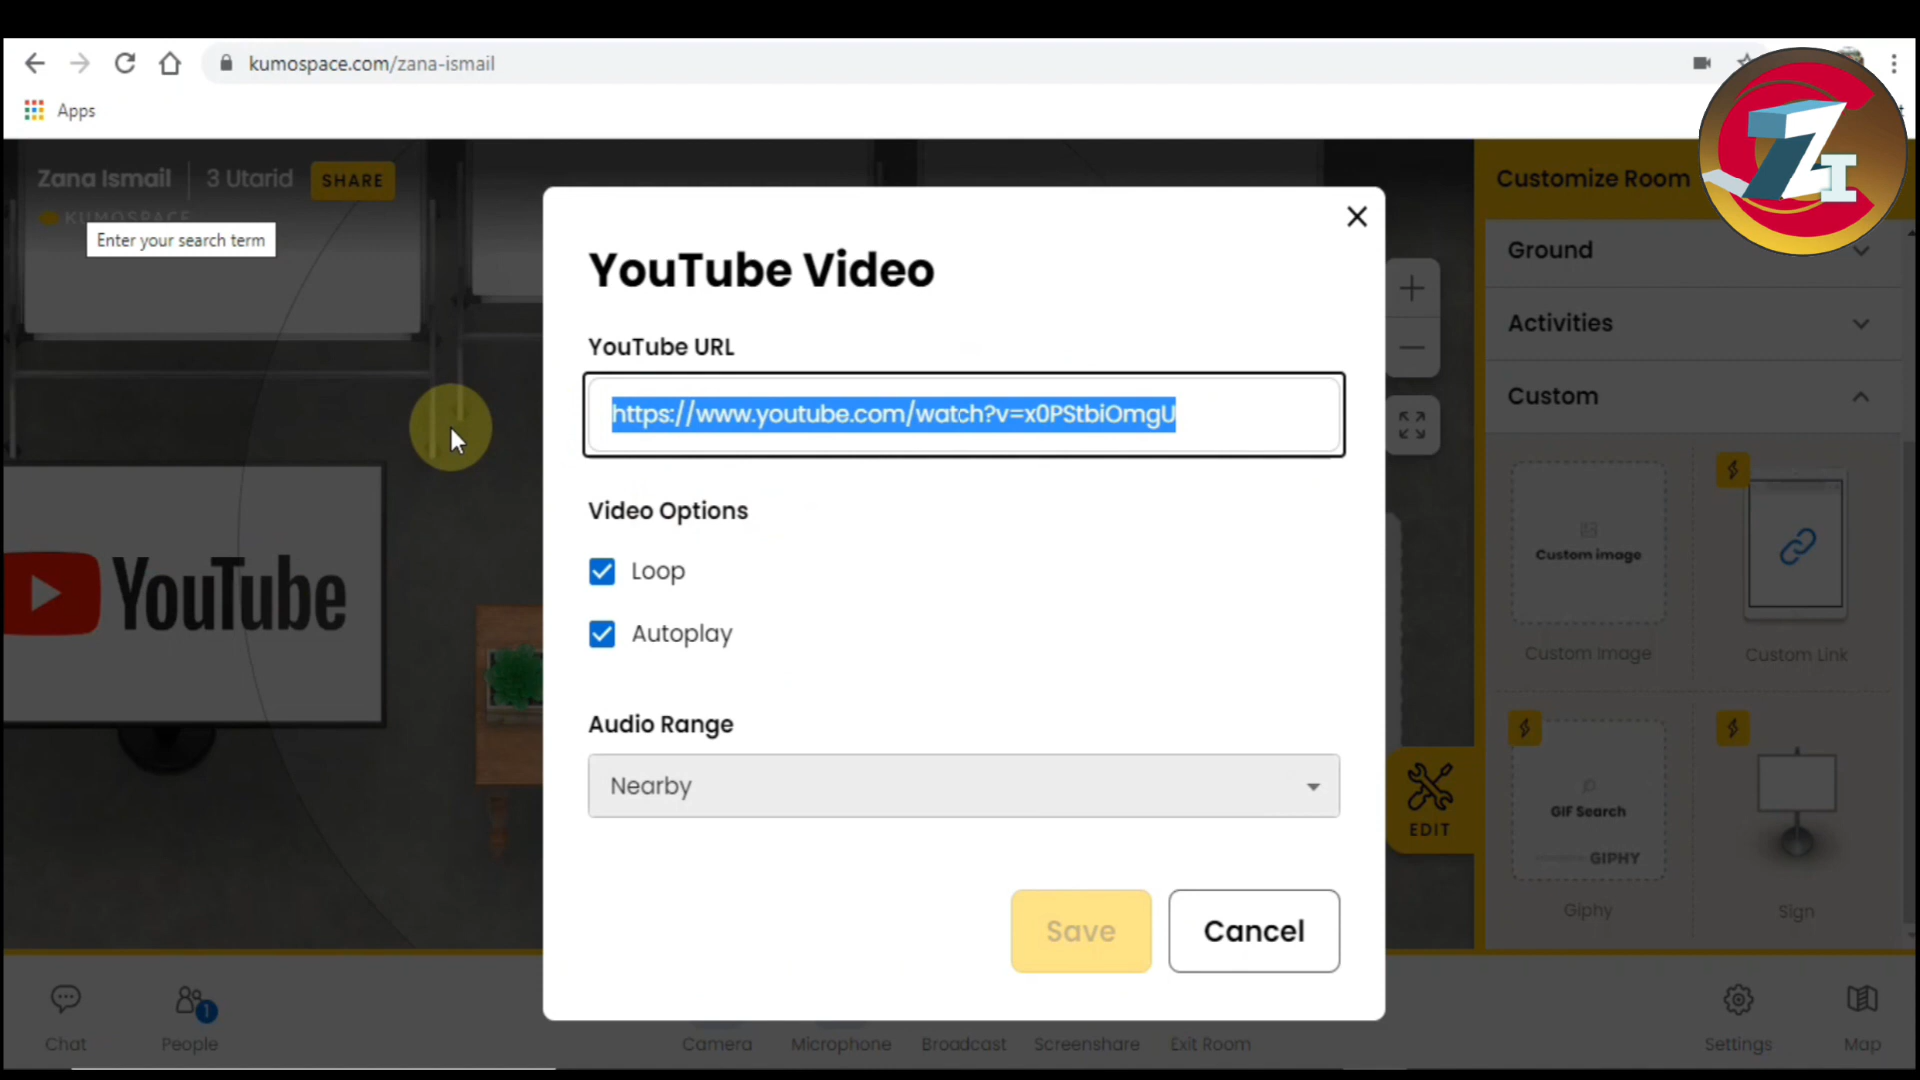 kumospace.com/zana-ismail
Apps
Zana Ismail
3 Utarid
SHARE
KUMOSPACE
Enter your search term
YouTube
YouTube Video
YouTube URL
https://www.youtube.com/watch?v=x0PStbiOmgU
Video Options
Loop
Autoplay
Audio Range
Nearby
Save
Cancel
Customize Room
Ground
Activities
Custom
Custom image
Custom Image
Custom Link
GIF Search
GIPHY
Giphy
Sign
EDIT
ZI
Chat
1
People
Camera
Microphone
Broadcast
Screenshare
Exit Room
Settings
Map